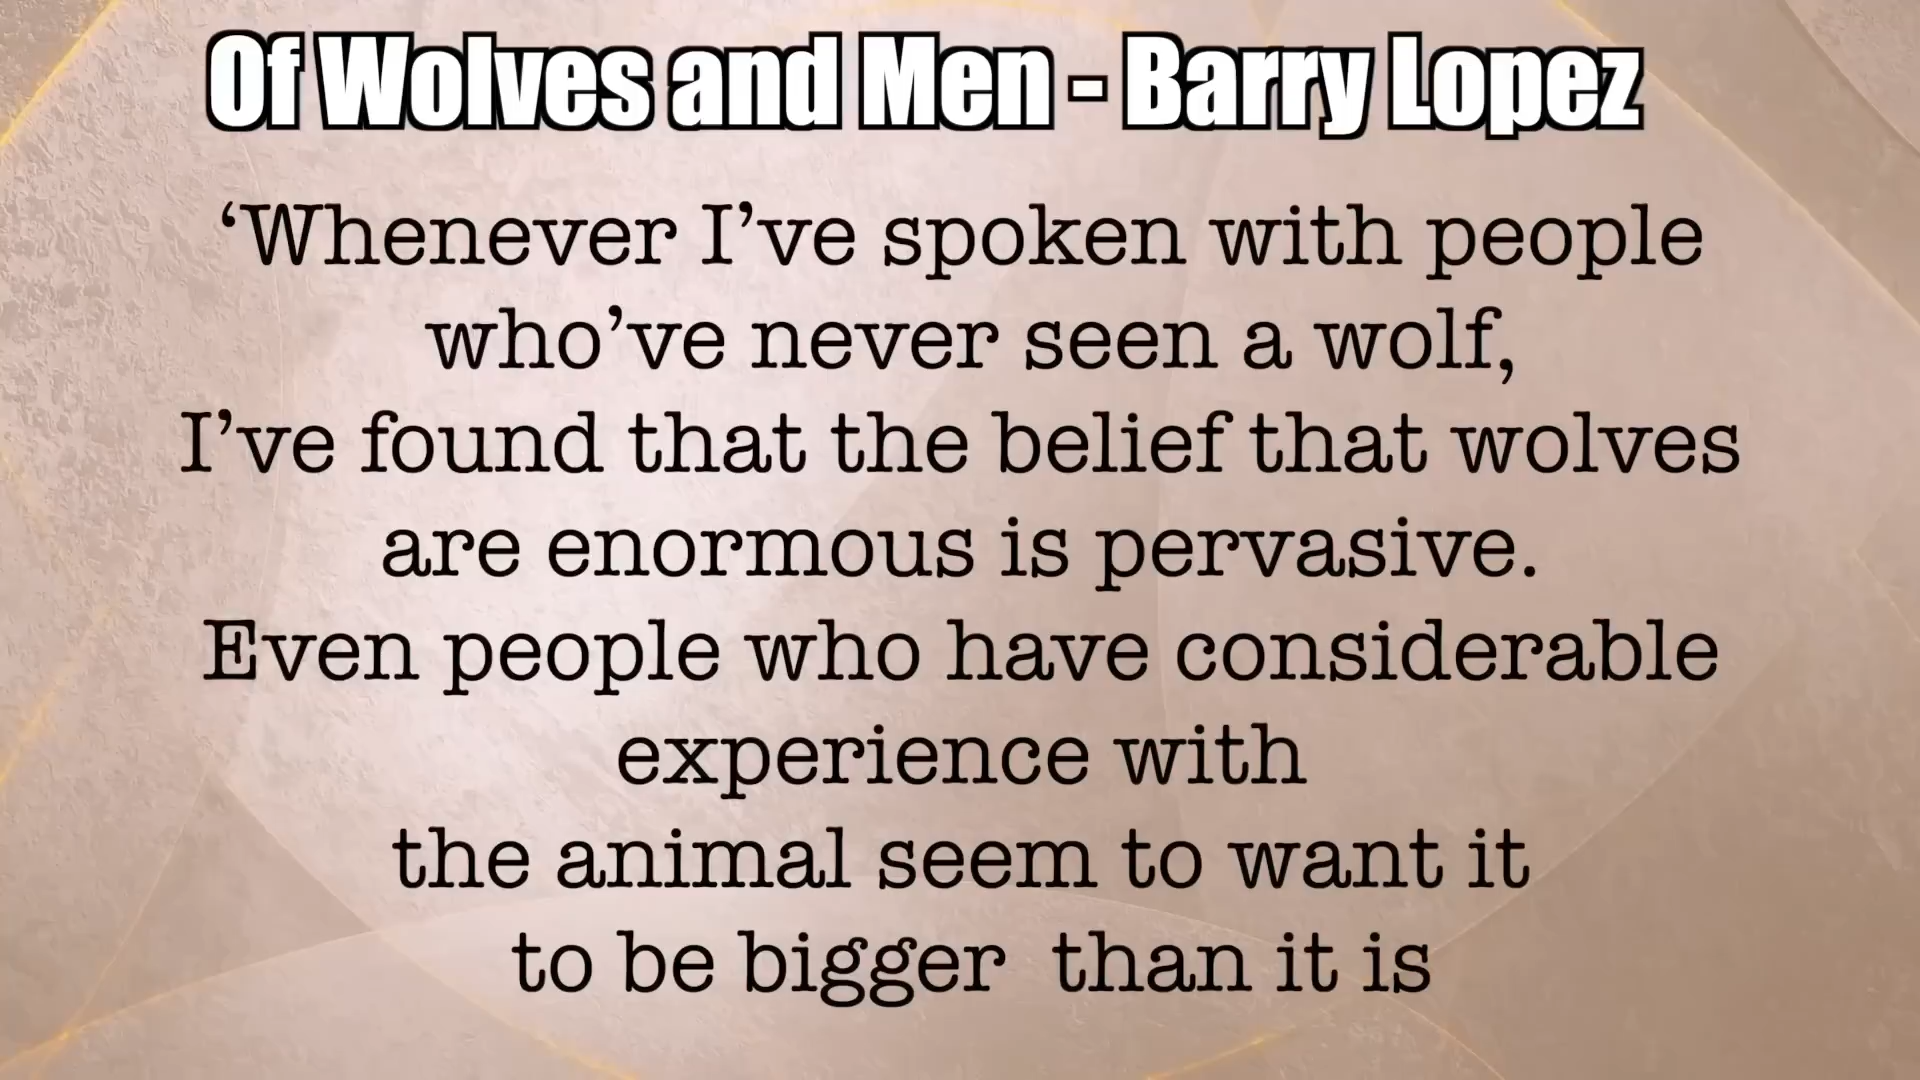 Of Wolves and Men - Barry Lopez
‘Whenever I’ve spoken with people
who’ve never seen a wolf,
I’ve found that the belief that wolves
are enormous is pervasive.
Even people who have considerable
experience with
the animal seem to want it
to be bigger  than it is